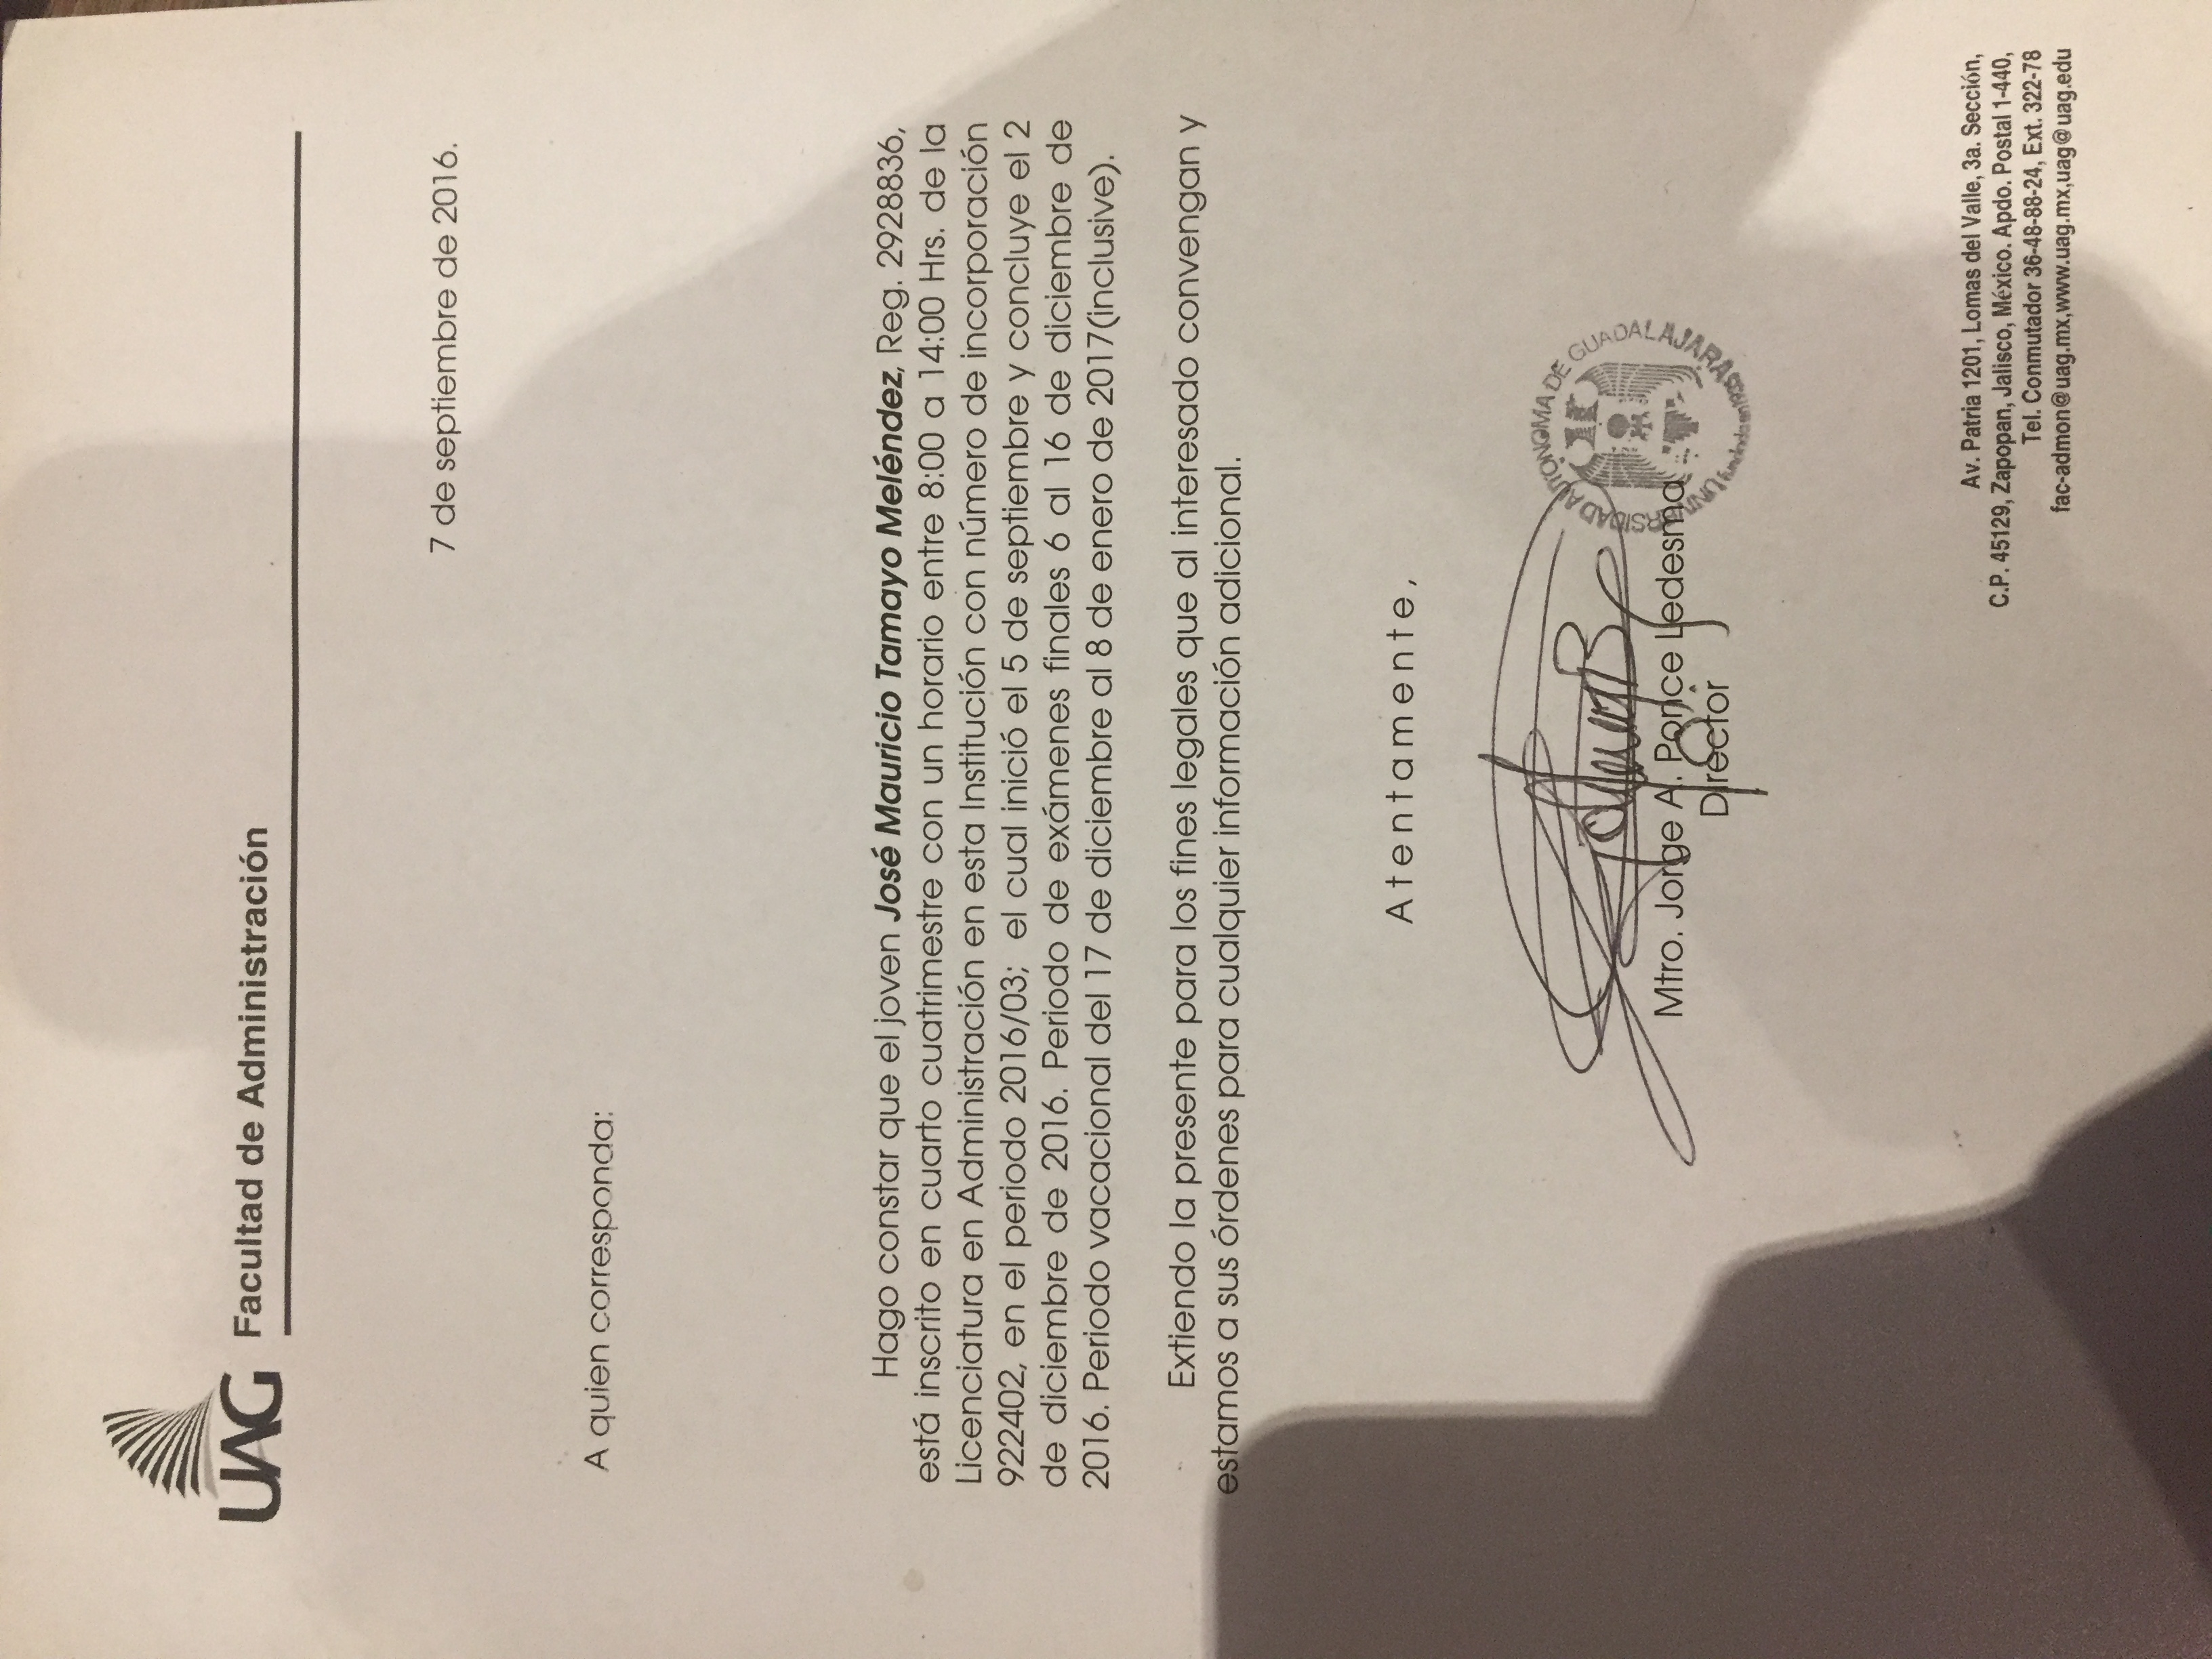 UAG Facultad de Administración
7 de septiembre de 2016.
A quien corresponda:
Hago constar que el joven José Mauricio Tamayo Meléndez, Reg. 2928836,
está inscrito en cuarto cuatrimestre con un horario entre 8:00 a 14:00 Hrs. de la
Licenciatura en Administración en esta Institución con número de incorporación
922402, en el periodo 2016/03; el cual inició el 5 de septiembre y concluye el 2
de diciembre de 2016. Periodo de exámenes finales 6 al 16 de diciembre de
2016. Periodo vacacional del 17 de diciembre al 8 de enero de 2017(inclusive).
Extiendo la presente para los fines legales que al interesado convengan y
estamos a sus órdenes para cualquier información adicional.
Atentamente,
Mtro. Jorge A. Ponce Ledesma
Director
UNIVERSIDAD AUTONOMA DE GUADALAJARA
fundada en 1935
Av. Patria 1201, Lomas del Valle, 3a. Sección,
C.P. 45129, Zapopan, Jalisco, México. Apdo. Postal 1-440,
Tel. Conmutador 36-48-88-24, Ext. 322-78
fac-admon@uag.mx,www.uag.mx,uag@uag.edu